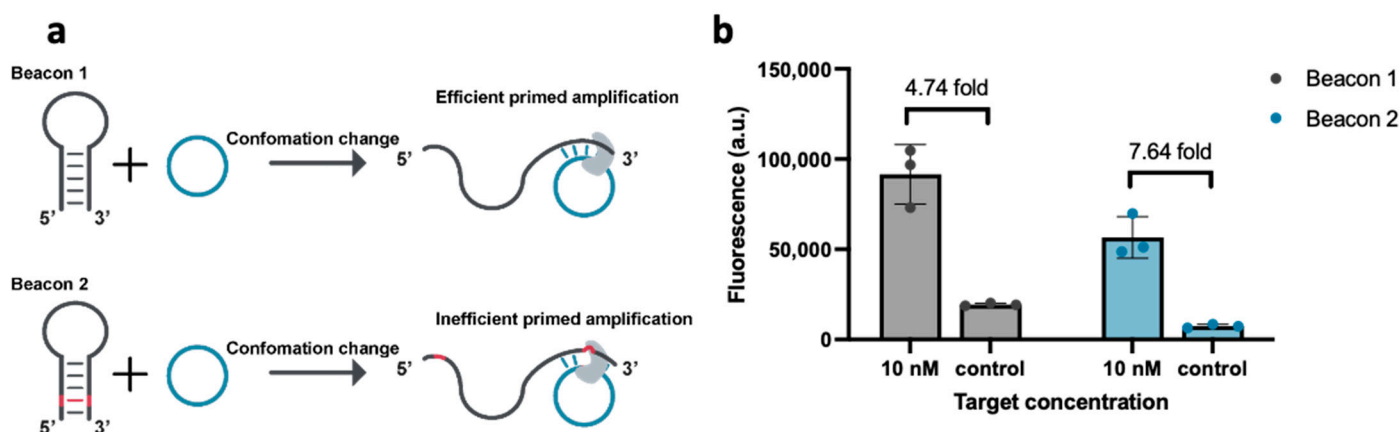 a
Beacon 1
Efficient primed amplification
Confomation change
5’
3’
5’ 3’
Beacon 2
Inefficient primed amplification
Confomation change
5’
3’
5’ 3’
b
150,000
100,000
50,000
0
Fluorescence (a.u.)
4.74 fold
7.64 fold
Beacon 1
Beacon 2
10 nM control 10 nM control
Target concentration